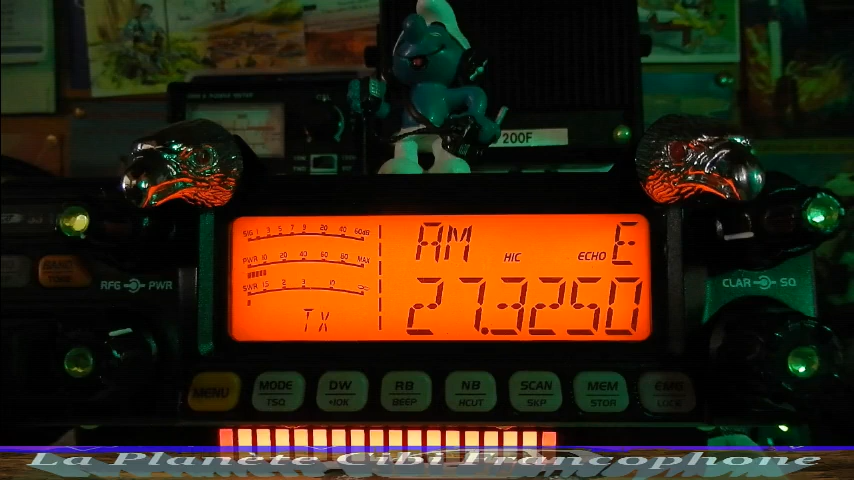 200F
SIG 1 3 5 7 9 20 40 60dB
AM
E
PWR 10 20 40 60 80 MAX
HIC
ECHO
SWR 1.5 2 3 10 ∞
TX
27.3250
RFG PWR
CLAR SQ
MENU
MODE
TSQ
DW
+10K
RB
BEEP
NB
HCUT
SCAN
SKP
MEM
STOR
EMG
LOCK
La Planète Cibi Francophone